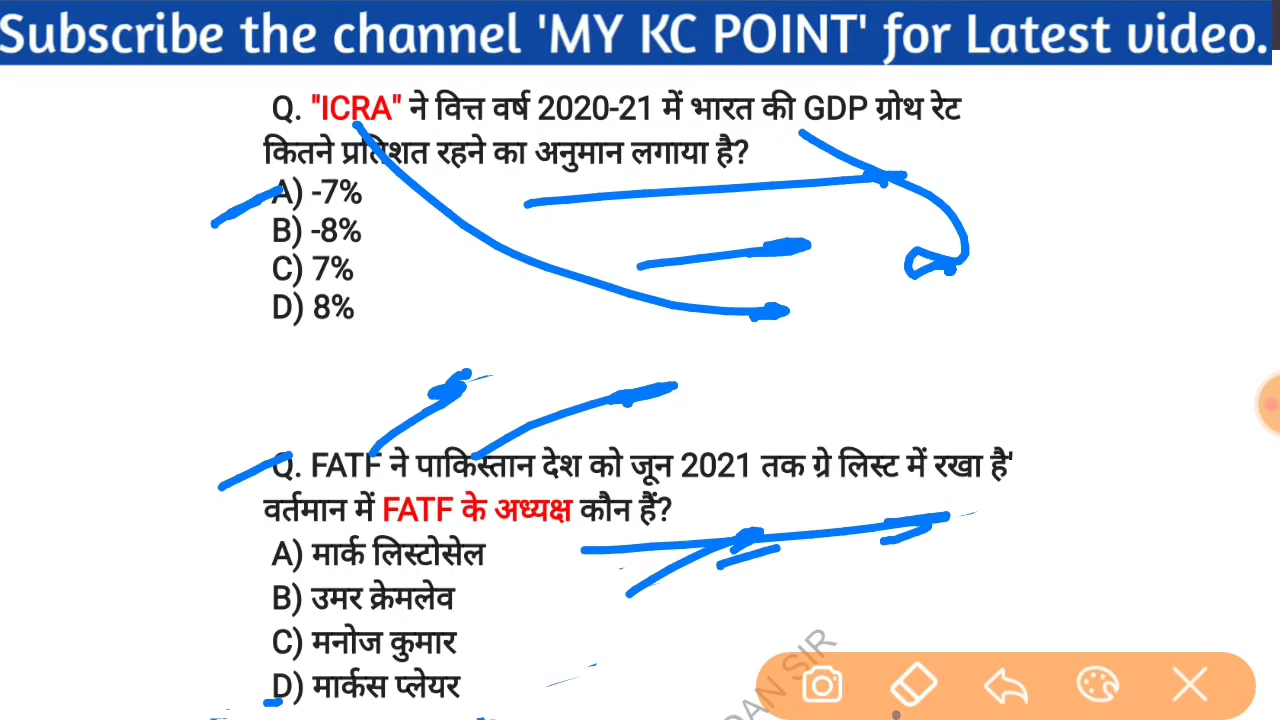 Subscribe the channel 'MY KC POINT' for Latest video.
Q. "ICRA" ने वित्त वर्ष 2020-21 में भारत की GDP ग्रोथ रेट
कितने प्रतिशत रहने का अनुमान लगाया है?
A) -7%
B) -8%
C) 7%
D) 8%
Q. FATF ने पाकिस्तान देश को जून 2021 तक ग्रे लिस्ट में रखा है'
वर्तमान में FATF के अध्यक्ष कौन हैं?
A) मार्क लिस्टोसेल
B) उमर क्रेमलेव
C) मनोज कुमार
D) मार्कस प्लेयर
DAN SIR